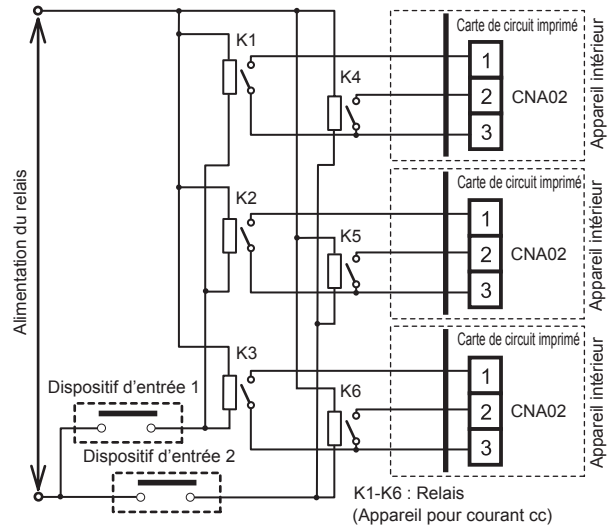 Carte de circuit imprimé
K1
1
K4
2
CNA02
3
Appareil intérieur
Carte de circuit imprimé
K2
1
K5
2
CNA02
3
Appareil intérieur
Alimentation du relais
Carte de circuit imprimé
K3
1
K6
2
CNA02
3
Appareil intérieur
Dispositif d'entrée 1
Dispositif d'entrée 2
K1-K6 : Relais
(Appareil pour courant cc)